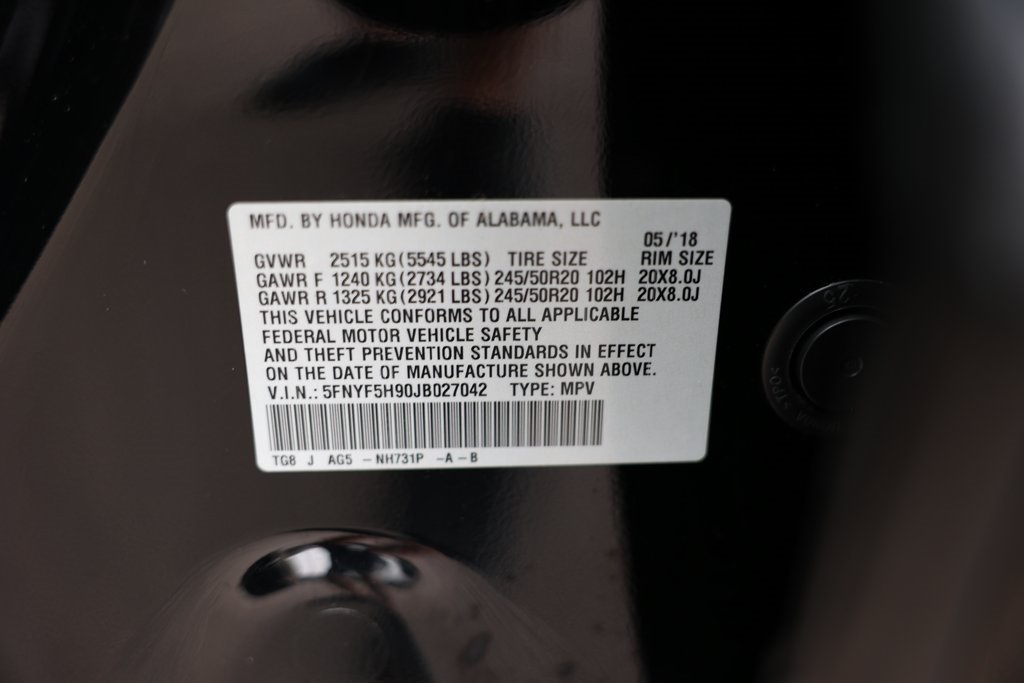 MFD. BY HONDA MFG. OF ALABAMA, LLC
05/'18
GVWR 2515 KG(5545 LBS) TIRE SIZE RIM SIZE
GAWR F 1240 KG(2734 LBS) 245/50R20 102H 20X8.0J
GAWR R 1325 KG(2921 LBS) 245/50R20 102H 20X8.0J
THIS VEHICLE CONFORMS TO ALL APPLICABLE
FEDERAL MOTOR VEHICLE SAFETY
AND THEFT PREVENTION STANDARDS IN EFFECT
ON THE DATE OF MANUFACTURE SHOWN ABOVE.
V.I.N.: 5FNYF5H90JB027042 TYPE: MPV
TG8 J AG5 - NH731P -A-B